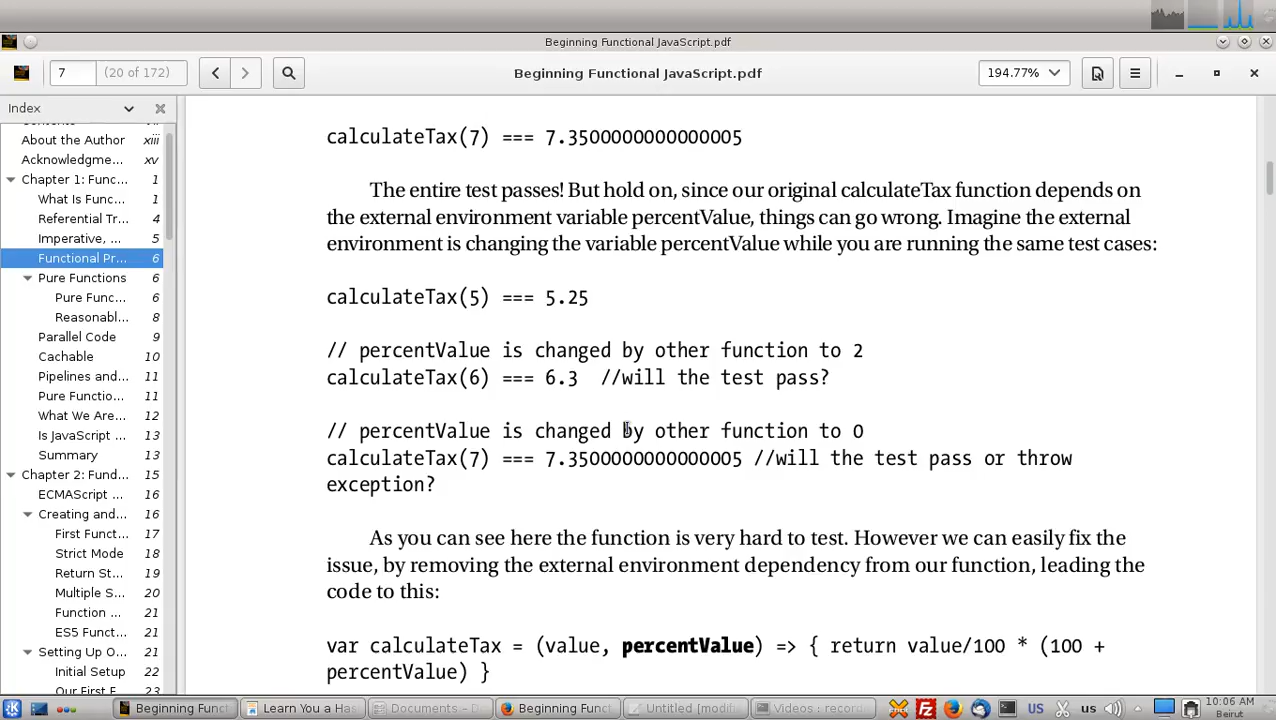 Beginning Functional JavaScript.pdf
7 (20 of 172)
Beginning Functional JavaScript.pdf
194.77%
Index
About the Author xiii
Acknowledgme... xv
Chapter 1: Func... 1
What Is Func... 1
Referential Tr... 4
Imperative, ... 5
Functional Pr... 6
Pure Functions 6
Pure Func... 6
Reasonabl... 8
Parallel Code 9
Cachable 10
Pipelines and... 11
Pure Functio... 11
What We Are... 12
Is JavaScript ... 13
Summary 13
Chapter 2: Fund... 15
ECMAScript ... 16
Creating and... 16
First Funct... 17
Strict Mode 18
Return St... 19
Multiple S... 20
Function ... 21
ES5 Funct... 21
Setting Up O... 22
Initial Setup 22
Our First F... 23
calculateTax(7) === 7.3500000000000005
The entire test passes! But hold on, since our original calculateTax function depends on
the external environment variable percentValue, things can go wrong. Imagine the external
environment is changing the variable percentValue while you are running the same test cases:
calculateTax(5) === 5.25
// percentValue is changed by other function to 2
calculateTax(6) === 6.3 //will the test pass?
// percentValue is changed by other function to 0
calculateTax(7) === 7.3500000000000005 //will the test pass or throw
exception?
As you can see here the function is very hard to test. However we can easily fix the
issue, by removing the external environment dependency from our function, leading the
code to this:
var calculateTax = (value, percentValue) => { return value/100 * (100 +
percentValue) }
Beginning Funct
Learn You a Has
Documents – D
Beginning Funct
Untitled [modifi
Videos : record
US
US
10:06 AM
Beirut